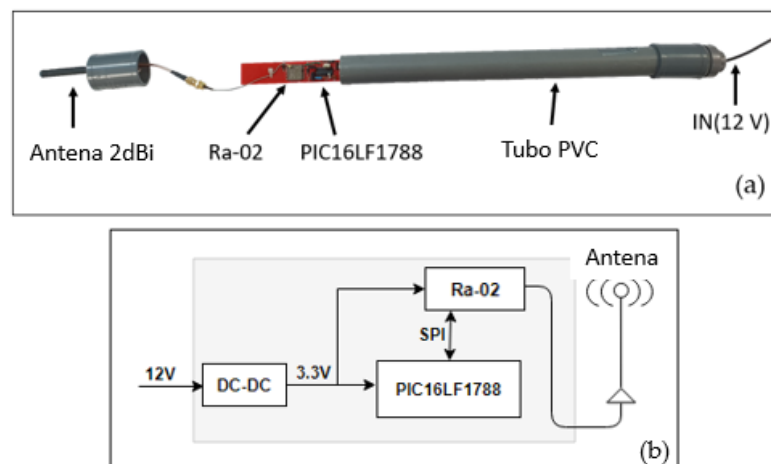 IN(12 V)
Antena 2dBi
Ra-02
PIC16LF1788
Tubo PVC
(a)
Antena
Ra-02
SPI
12V
DC-DC
3.3V
PIC16LF1788
(b)